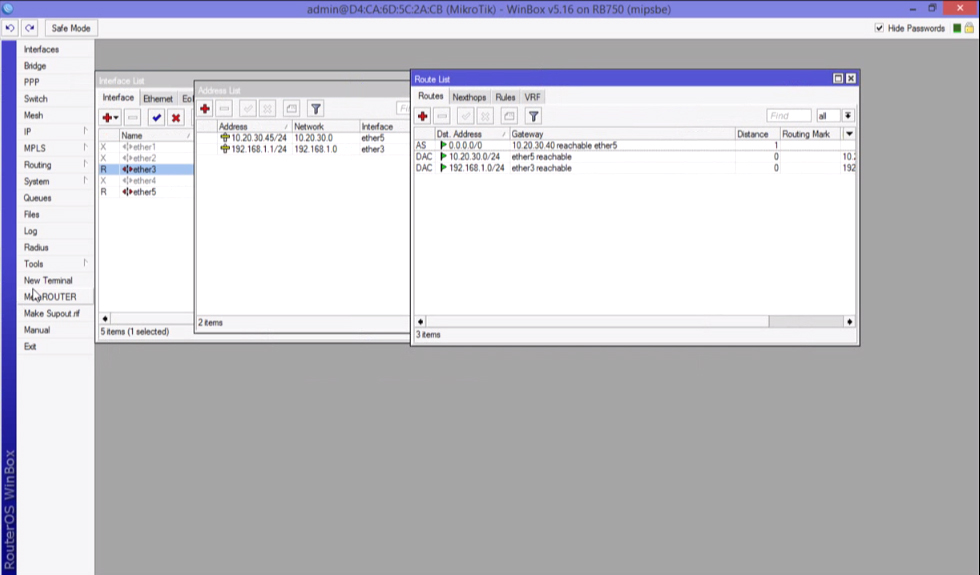 admin@D4:CA:6D:5C:2A:CB (MikroTik) - WinBox v5.16 on RB750 (mipsbe)
Safe Mode
Hide Passwords
Interfaces
Bridge
PPP
Switch
Mesh
IP
MPLS
Routing
System
Queues
Files
Log
Radius
Tools
New Terminal
ROUTER
Make Supout.rif
Manual
Exit
RouterOS WinBox
Interface List
Interface Ethernet EoI
Name
X ether1
X ether2
R ether3
X ether4
R ether5
5 items (1 selected)
Address List
Address Network Interface
10.20.30.45/24 10.20.30.0 ether5
192.168.1.1/24 192.168.1.0 ether3
2 items
Route List
Routes Nexthops Rules VRF
Find all
Dst. Address Gateway Distance Routing Mark
AS 0.0.0.0/0 10.20.30.40 reachable ether5 1
DAC 10.20.30.0/24 ether5 reachable 0 10.2
DAC 192.168.1.0/24 ether3 reachable 0 192
3 items